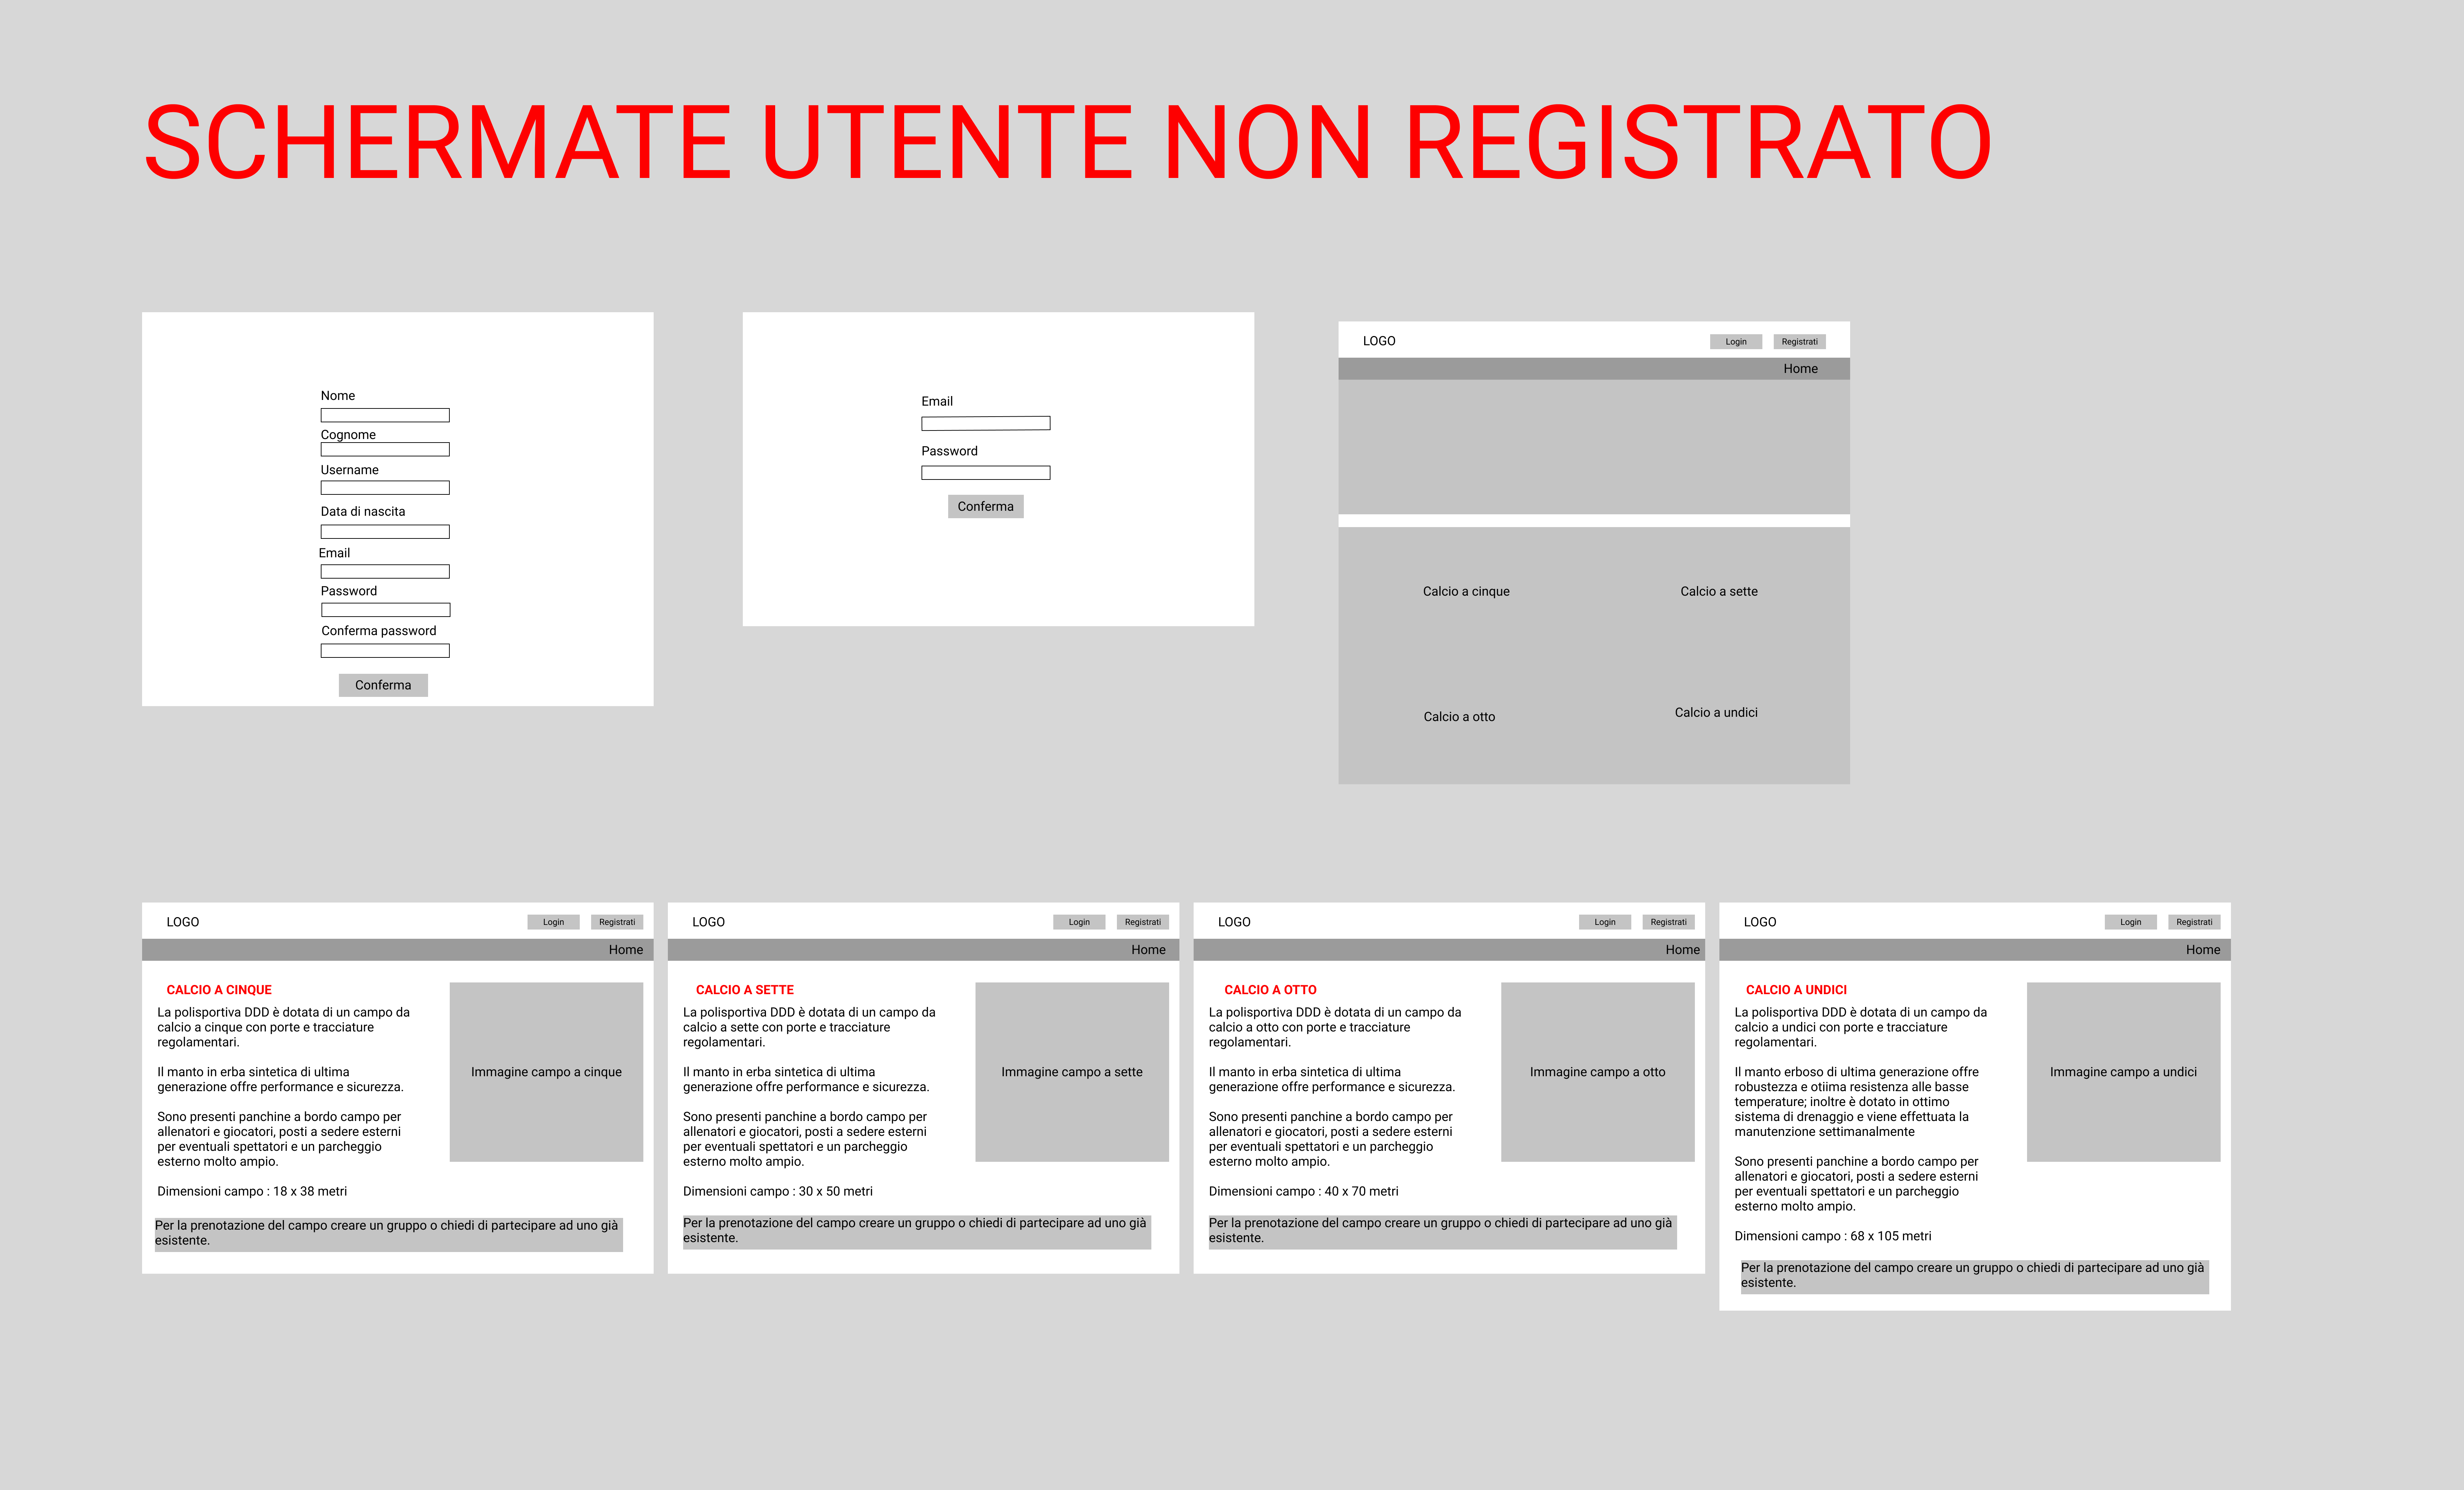 SCHERMATE UTENTE NON REGISTRATO
Nome
Cognome
Username
Data di nascita
Email
Password
Conferma password
Conferma
Email
Password
Conferma
LOGO
Login
Registrati
Home
Calcio a cinque
Calcio a sette
Calcio a otto
Calcio a undici
LOGO
Login
Registrati
Home
CALCIO A CINQUE
La polisportiva DDD è dotata di un campo da
calcio a cinque con porte e tracciature
regolamentari.
Il manto in erba sintetica di ultima
generazione offre performance e sicurezza.
Sono presenti panchine a bordo campo per
allenatori e giocatori, posti a sedere esterni
per eventuali spettatori e un parcheggio
esterno molto ampio.
Dimensioni campo : 18 x 38 metri
Immagine campo a cinque
Per la prenotazione del campo creare un gruppo o chiedi di partecipare ad uno già
esistente.
LOGO
Login
Registrati
Home
CALCIO A SETTE
La polisportiva DDD è dotata di un campo da
calcio a sette con porte e tracciature
regolamentari.
Il manto in erba sintetica di ultima
generazione offre performance e sicurezza.
Sono presenti panchine a bordo campo per
allenatori e giocatori, posti a sedere esterni
per eventuali spettatori e un parcheggio
esterno molto ampio.
Dimensioni campo : 30 x 50 metri
Immagine campo a sette
Per la prenotazione del campo creare un gruppo o chiedi di partecipare ad uno già
esistente.
LOGO
Login
Registrati
Home
CALCIO A OTTO
La polisportiva DDD è dotata di un campo da
calcio a otto con porte e tracciature
regolamentari.
Il manto in erba sintetica di ultima
generazione offre performance e sicurezza.
Sono presenti panchine a bordo campo per
allenatori e giocatori, posti a sedere esterni
per eventuali spettatori e un parcheggio
esterno molto ampio.
Dimensioni campo : 40 x 70 metri
Immagine campo a otto
Per la prenotazione del campo creare un gruppo o chiedi di partecipare ad uno già
esistente.
LOGO
Login
Registrati
Home
CALCIO A UNDICI
La polisportiva DDD è dotata di un campo da
calcio a undici con porte e tracciature
regolamentari.
Il manto erboso di ultima generazione offre
robustezza e otiima resistenza alle basse
temperature; inoltre è dotato in ottimo
sistema di drenaggio e viene effettuata la
manutenzione settimanalmente
Sono presenti panchine a bordo campo per
allenatori e giocatori, posti a sedere esterni
per eventuali spettatori e un parcheggio
esterno molto ampio.
Dimensioni campo : 68 x 105 metri
Immagine campo a undici
Per la prenotazione del campo creare un gruppo o chiedi di partecipare ad uno già
esistente.